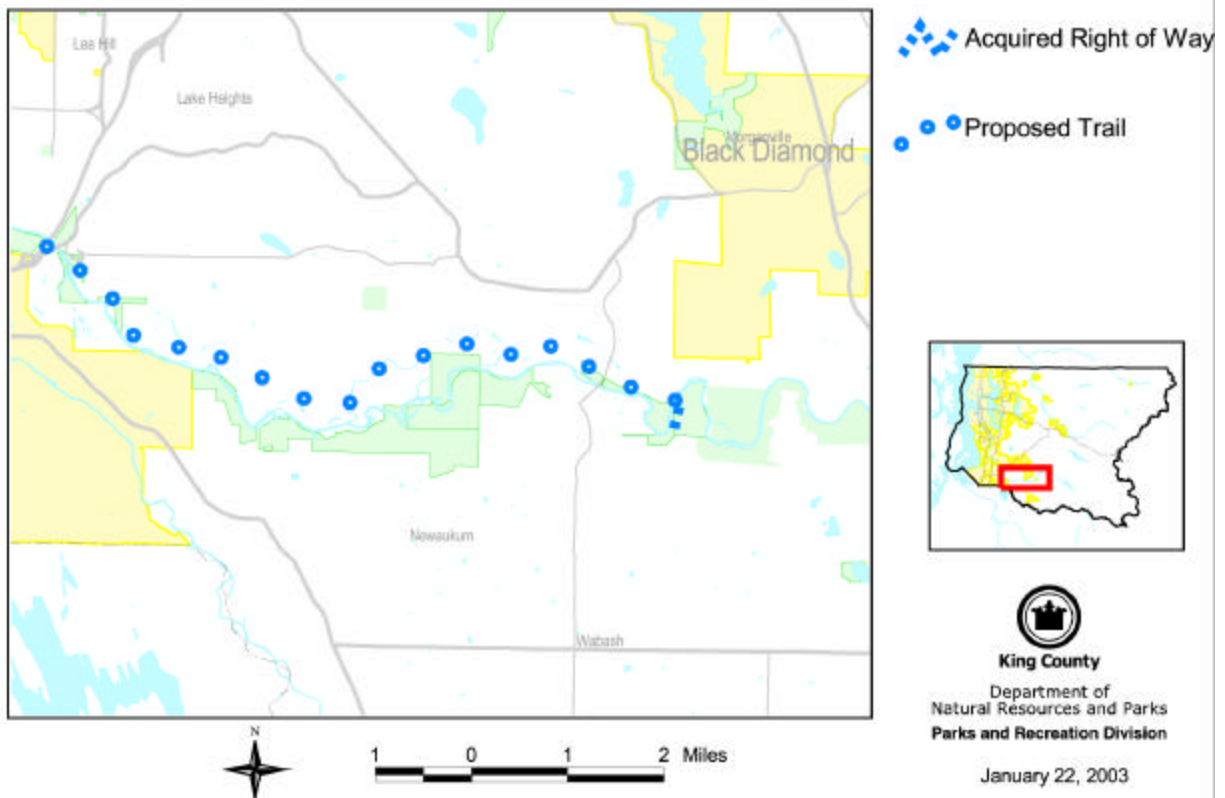 Lea Hill
Lake Heights
Morganville
Black Diamond
Newaukum
Wabash
Acquired Right of Way
Proposed Trail
King County
Department of
Natural Resources and Parks
Parks and Recreation Division
January 22, 2003
N
1 0 1 2 Miles